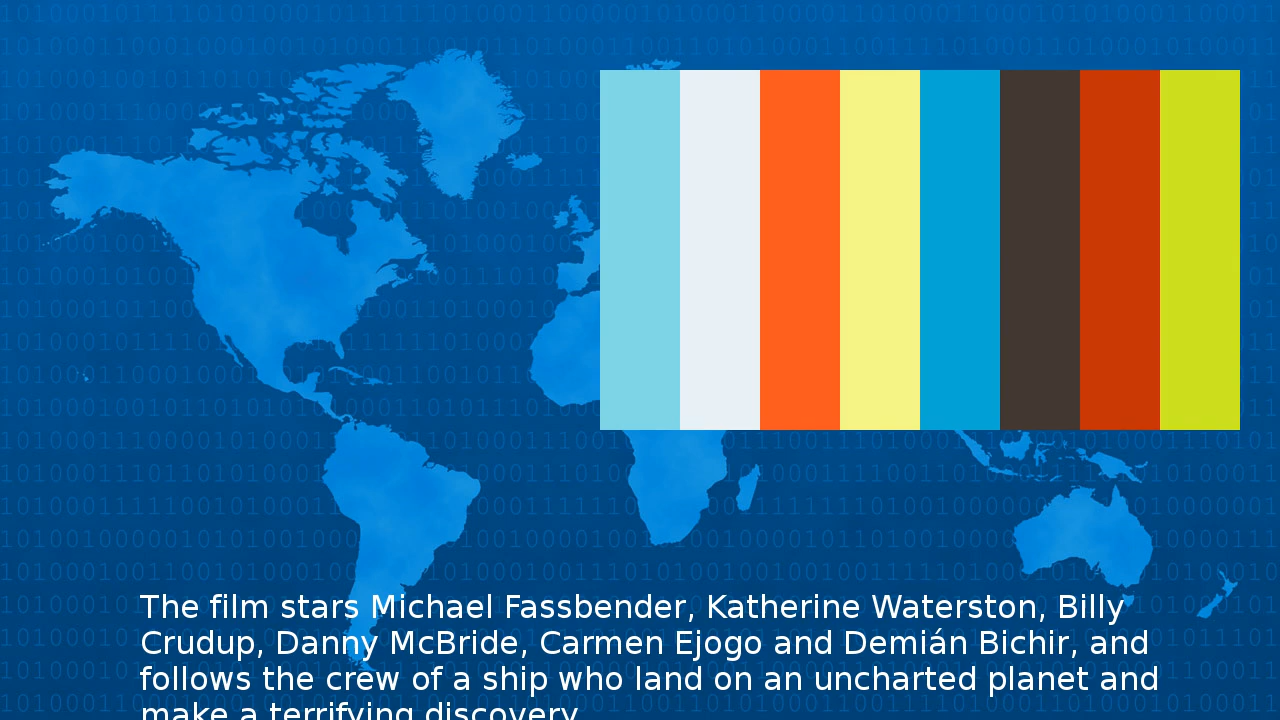 The film stars Michael Fassbender, Katherine Waterston, Billy
Crudup, Danny McBride, Carmen Ejogo and Demián Bichir, and
follows the crew of a ship who land on an uncharted planet and
make a terrifying discovery.